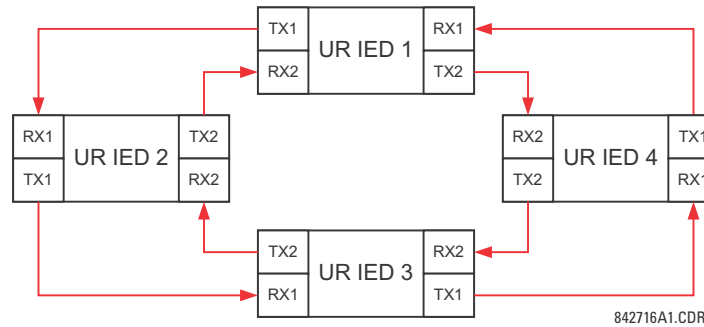 TX1 UR IED 1 RX1
RX2 TX2
RX1 UR IED 2 TX2
TX1 RX2
RX2 UR IED 4 TX1
TX2 RX1
TX2 UR IED 3 RX2
RX1 TX1
842716A1.CDR